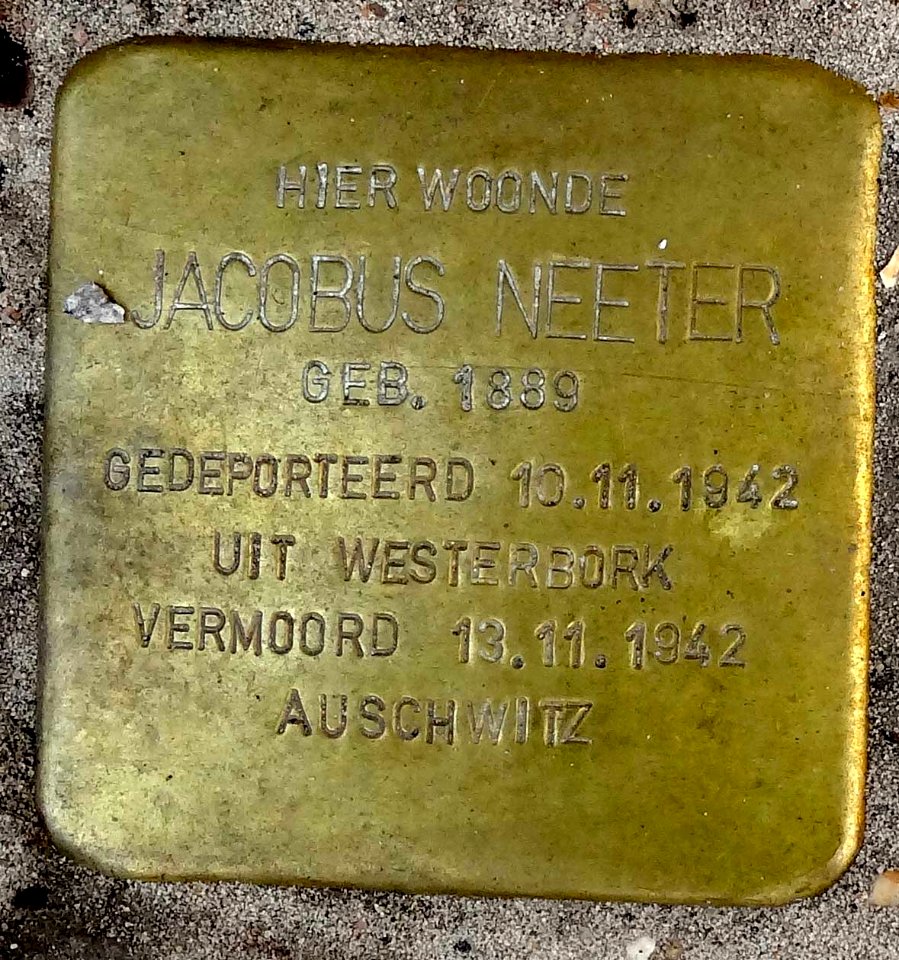 HIER WOONDE
JACOBUS NEETER
GEB. 1889
GEDEPORTEERD 10.11.1942
UIT WESTERBORK
VERMOORD 13.11.1942
AUSCHWITZ